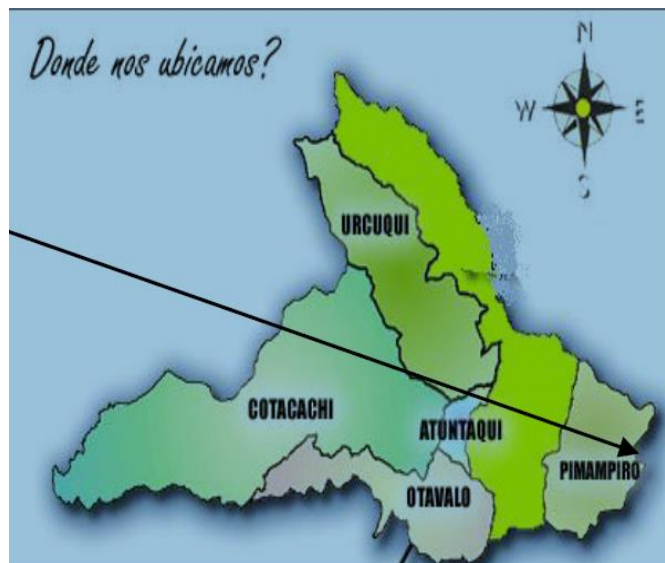 Donde nos ubicamos?
N
W
E
S
URCUQUI
COTACACHI
ATUNTAQUI
PIMAMPIRO
OTAVALO